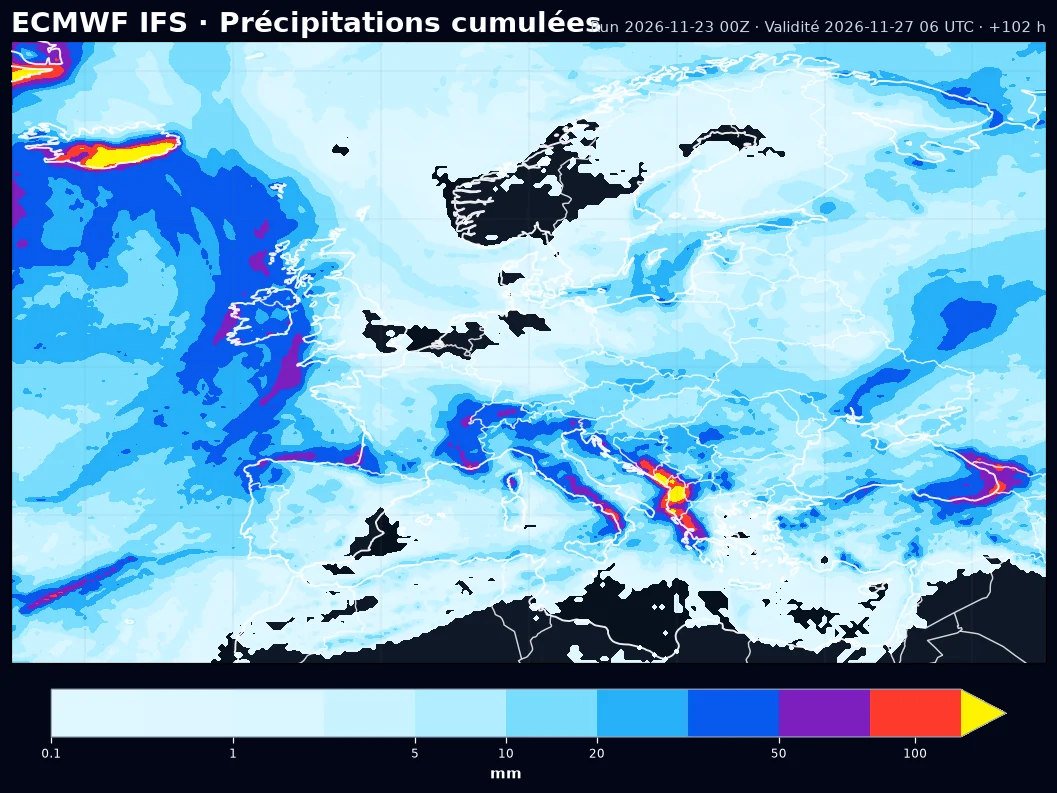 ECMWF IFS · Précipitations cumulées
Run 2026-11-23 00Z · Validité 2026-11-27 06 UTC · +102 h
0.1 1 5 10 20 50 100
mm